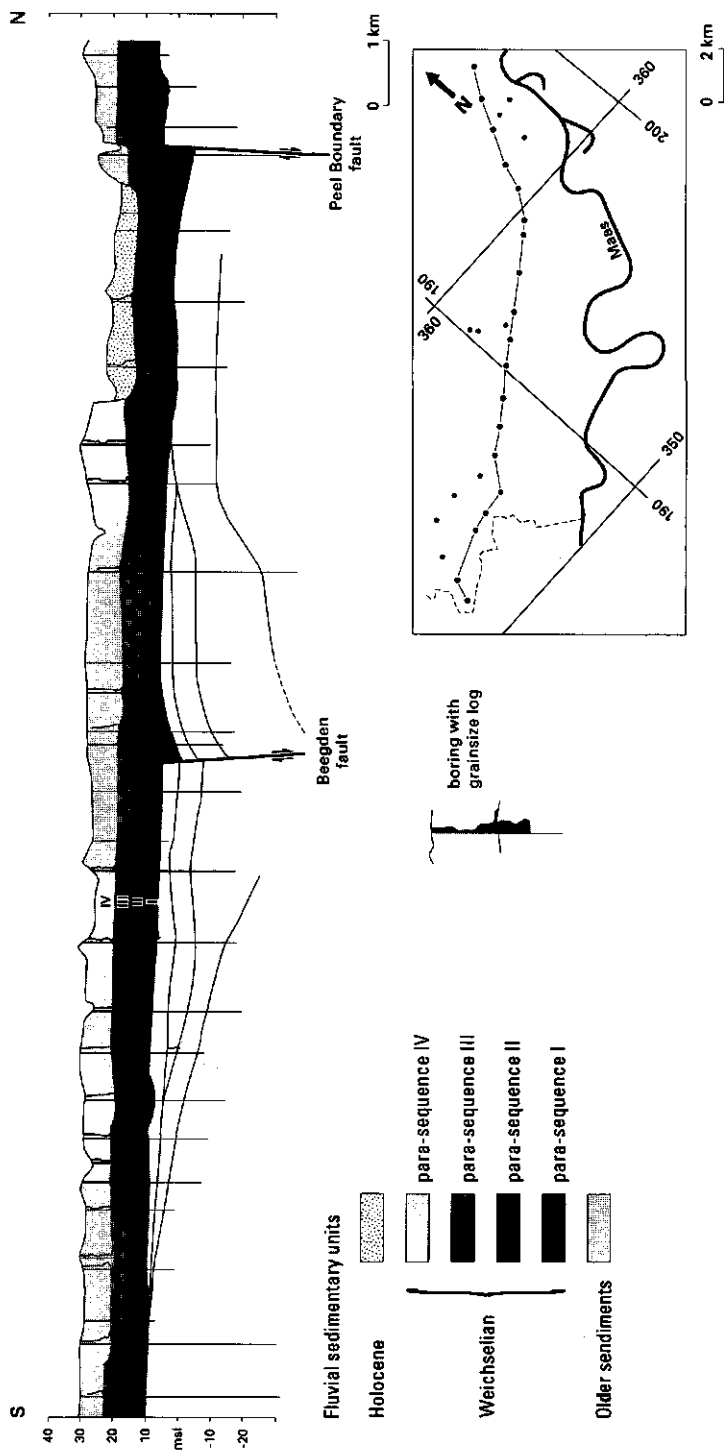 S
N
40
30
20
10
msl
-10
-20
IV
III
II
I
Beegden
fault
Peel Boundary
fault
0 1 km
Fluvial sedimentary units
Holocene
Weichselian
para-sequence IV
para-sequence III
para-sequence II
para-sequence I
Older sendiments
boring with
grainsize log
N
190
360
360
200
Maas
190
350
0 2 km